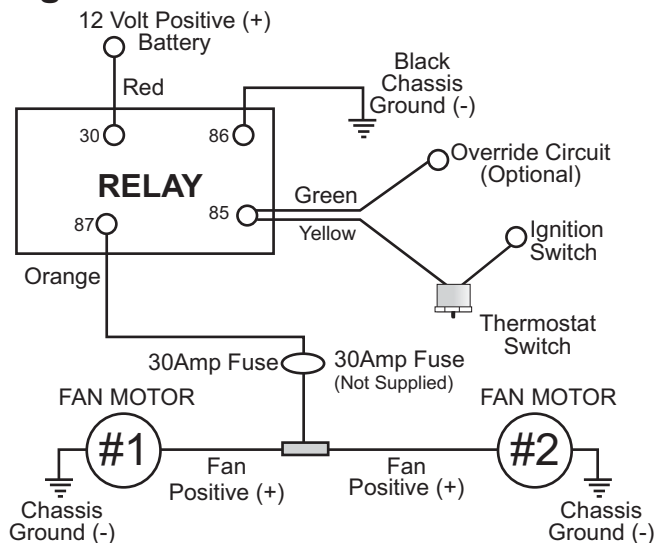 12 Volt Positive (+)
Battery
Red
Black
Chassis
Ground (-)
30
86
RELAY
Override Circuit
(Optional)
Green
85
Yellow
87
Ignition
Switch
Orange
Thermostat
Switch
30Amp Fuse
30Amp Fuse
(Not Supplied)
FAN MOTOR
FAN MOTOR
#1
#2
Fan
Positive (+)
Fan
Positive (+)
Chassis
Ground (-)
Chassis
Ground (-)